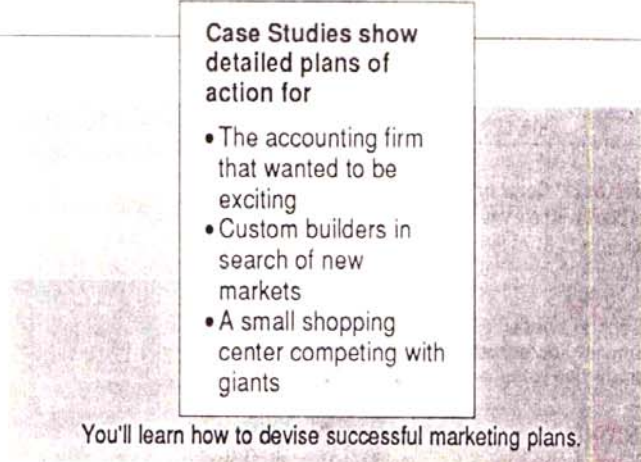 Case Studies show
detailed plans of
action for
• The accounting firm
that wanted to be
exciting
• Custom builders in
search of new
markets
• A small shopping
center competing with
giants
You'll learn how to devise successful marketing plans.